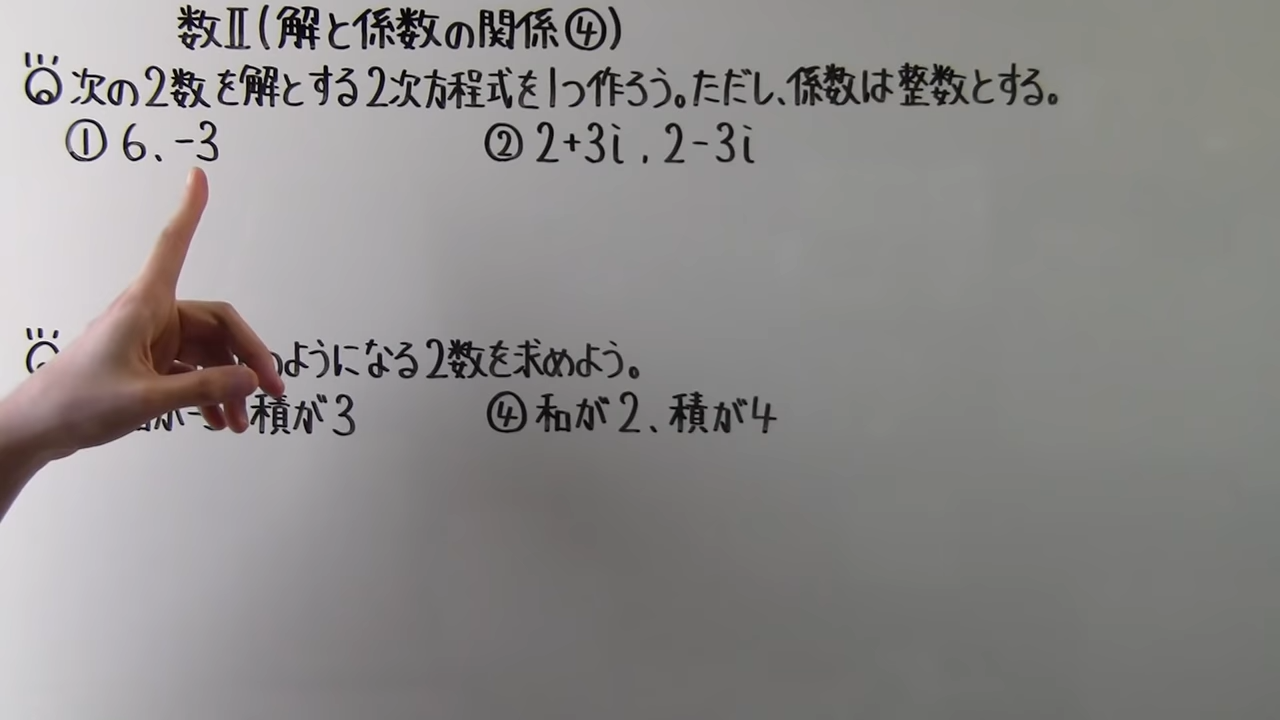 数Ⅱ(解と係数の関係④)
Q 次の2数を解とする2次方程式を1つ作ろう。ただし、係数は整数とする。
① 6、-3 ② 2+3i , 2-3i
Q ようになる2数を求めよう。
積が3 ④ 和が2、積が4